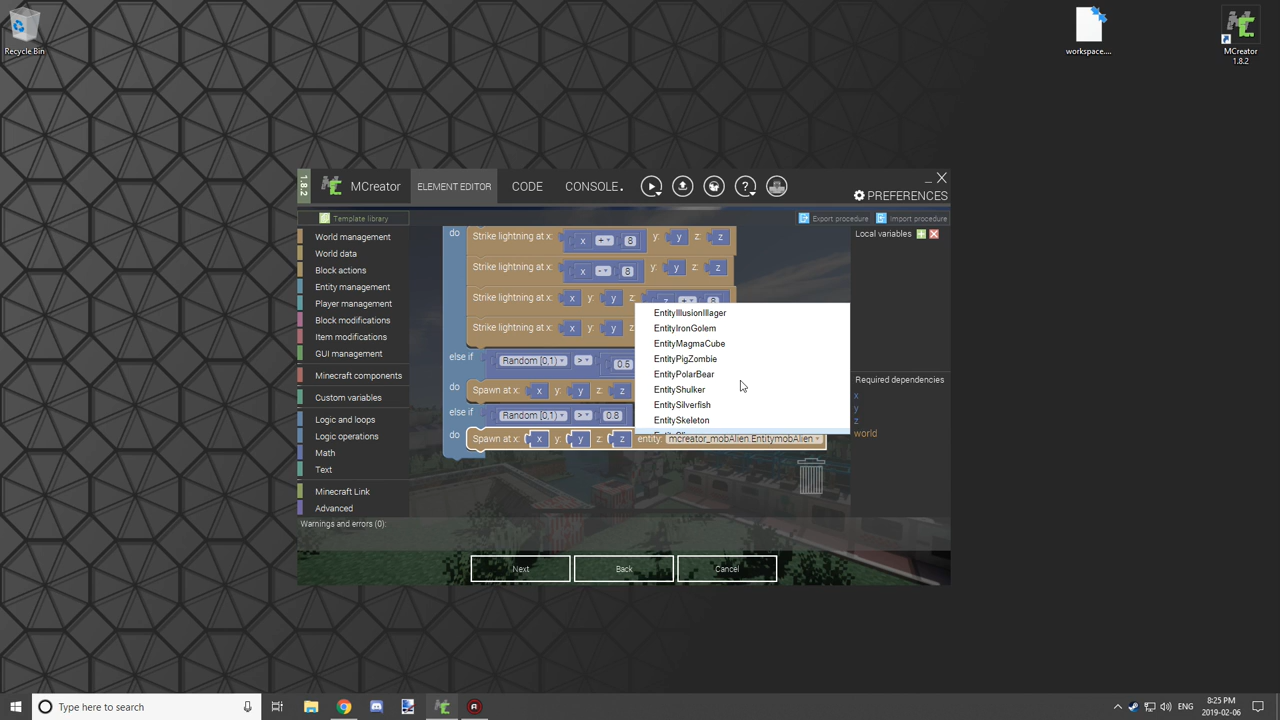 Recycle Bin
workspace....
MCreator
1.8.2
1.8.2
MCreator
ELEMENT EDITOR
CODE
CONSOLE.
PREFERENCES
Template library
Export procedure
Import procedure
World management
World data
Block actions
Entity management
Player management
Block modifications
Item modifications
GUI management
Minecraft components
Custom variables
Logic and loops
Logic operations
Math
Text
Minecraft Link
Advanced
do
Strike lightning at x: x + 8 y: y z: z
Strike lightning at x: x - 8 y: y z: z
Strike lightning at x: x y: y z: z + 8
Strike lightning at x: x y: y z:
else if Random [0,1) > 0.5
do Spawn at x: x y: y z: z
else if Random [0,1) > 0.8
do Spawn at x: x y: y z: z entity: mcreator_mobAlien.EntitymobAlien
EntityIllusionIllager
EntityIronGolem
EntityMagmaCube
EntityPigZombie
EntityPolarBear
EntityShulker
EntitySilverfish
EntitySkeleton
Local variables
Required dependencies
x
y
z
world
Warnings and errors (0):
Next
Back
Cancel
Type here to search
ENG
8:25 PM
2019-02-06